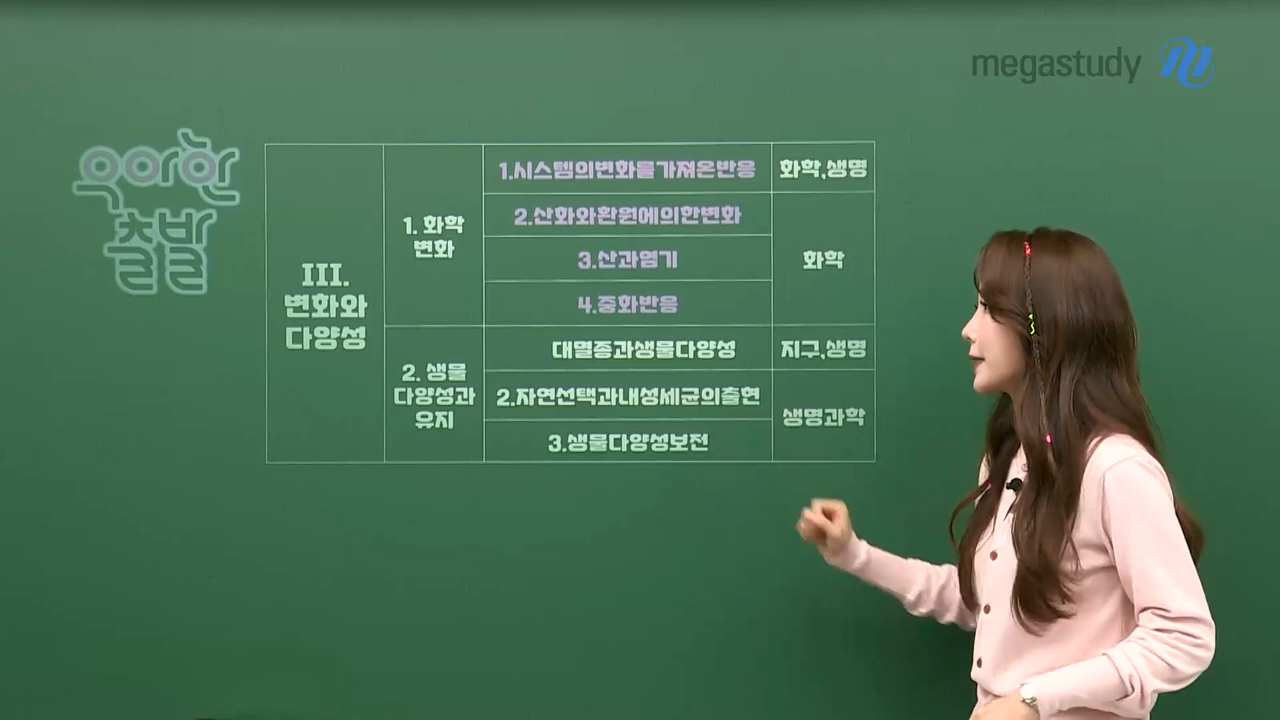 megastudy
우아한
출발
III.
변화와
다양성
1. 화학
변화
1.시스템의변화를가져온반응
화학,생명
2.산화와환원에의한변화
3.산과염기
4.중화반응
화학
2. 생물
다양성과
유지
대멸종과생물다양성
지구,생명
2.자연선택과내성세균의출현
3.생물다양성보전
생명과학